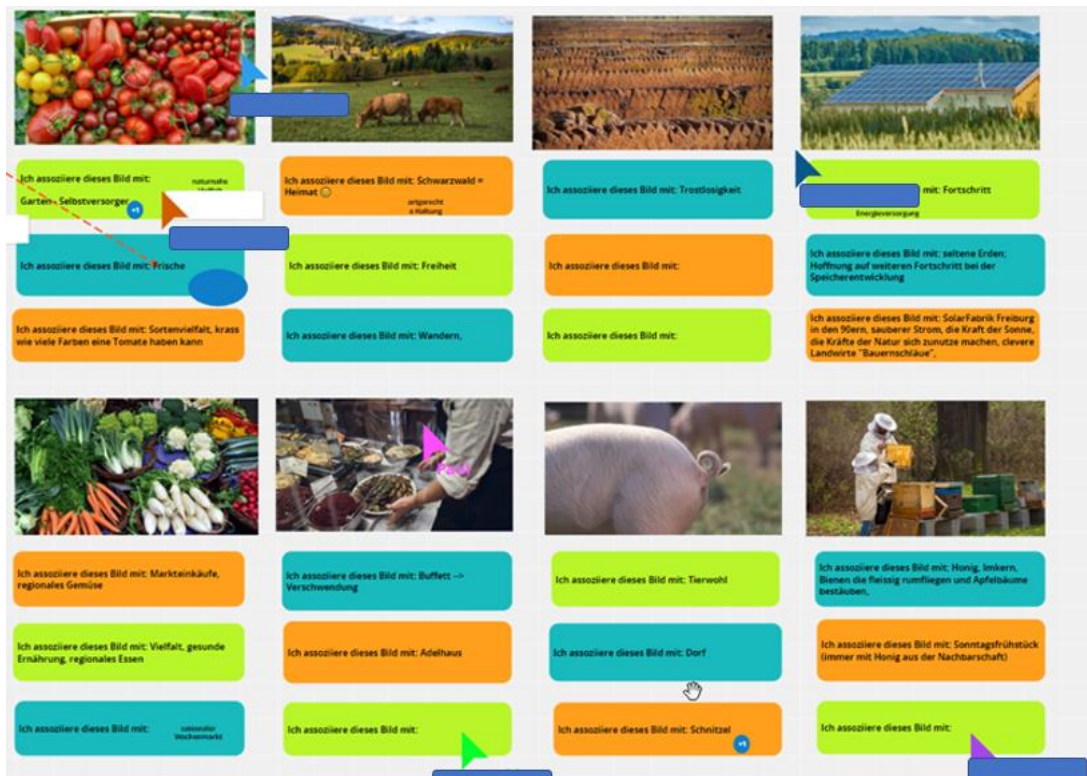 Ich assoziiere dieses Bild mit:
naturnahe
Garten - Selbstversorger
+1
Ich assoziiere dieses Bild mit: Schwarzwald =
Heimat 😊
artgerecht
e Haltung
Ich assoziiere dieses Bild mit: Trostlosigkeit
mit: Fortschritt
Energieversorgung
Ich assoziiere dieses Bild mit: Frische
Ich assoziiere dieses Bild mit: Freiheit
Ich assoziiere dieses Bild mit:
Ich assoziiere dieses Bild mit: seltene Erden;
Hoffnung auf weiteren Fortschritt bei der
Speicherentwicklung
Ich assoziiere dieses Bild mit: Sortenvielfalt, krass
wie viele Farben eine Tomate haben kann
Ich assoziiere dieses Bild mit: Wandern,
Ich assoziiere dieses Bild mit:
Ich assoziiere dieses Bild mit: SolarFabrik Freiburg
in den 90ern, sauberer Strom, die Kraft der Sonne,
die Kräfte der Natur sich zunutze machen, clevere
Landwirte "Bauernschläue",
Ich assoziiere dieses Bild mit: Markteinkäufe,
regionales Gemüse
Ich assoziiere dieses Bild mit: Buffett -->
Verschwendung
Ich assoziiere dieses Bild mit: Tierwohl
Ich assoziiere dieses Bild mit: Honig, Imkern,
Bienen die fleissig rumfliegen und Apfelbäume
bestäuben,
Ich assoziiere dieses Bild mit: Vielfalt, gesunde
Ernährung, regionales Essen
Ich assoziiere dieses Bild mit: Adelhaus
Ich assoziiere dieses Bild mit: Dorf
Ich assoziiere dieses Bild mit: Sonntagsfrühstück
(immer mit Honig aus der Nachbarschaft)
Ich assoziiere dieses Bild mit:
Wochenmarkt
Ich assoziiere dieses Bild mit:
Ich assoziiere dieses Bild mit: Schnitzel
+1
Ich assoziiere dieses Bild mit: